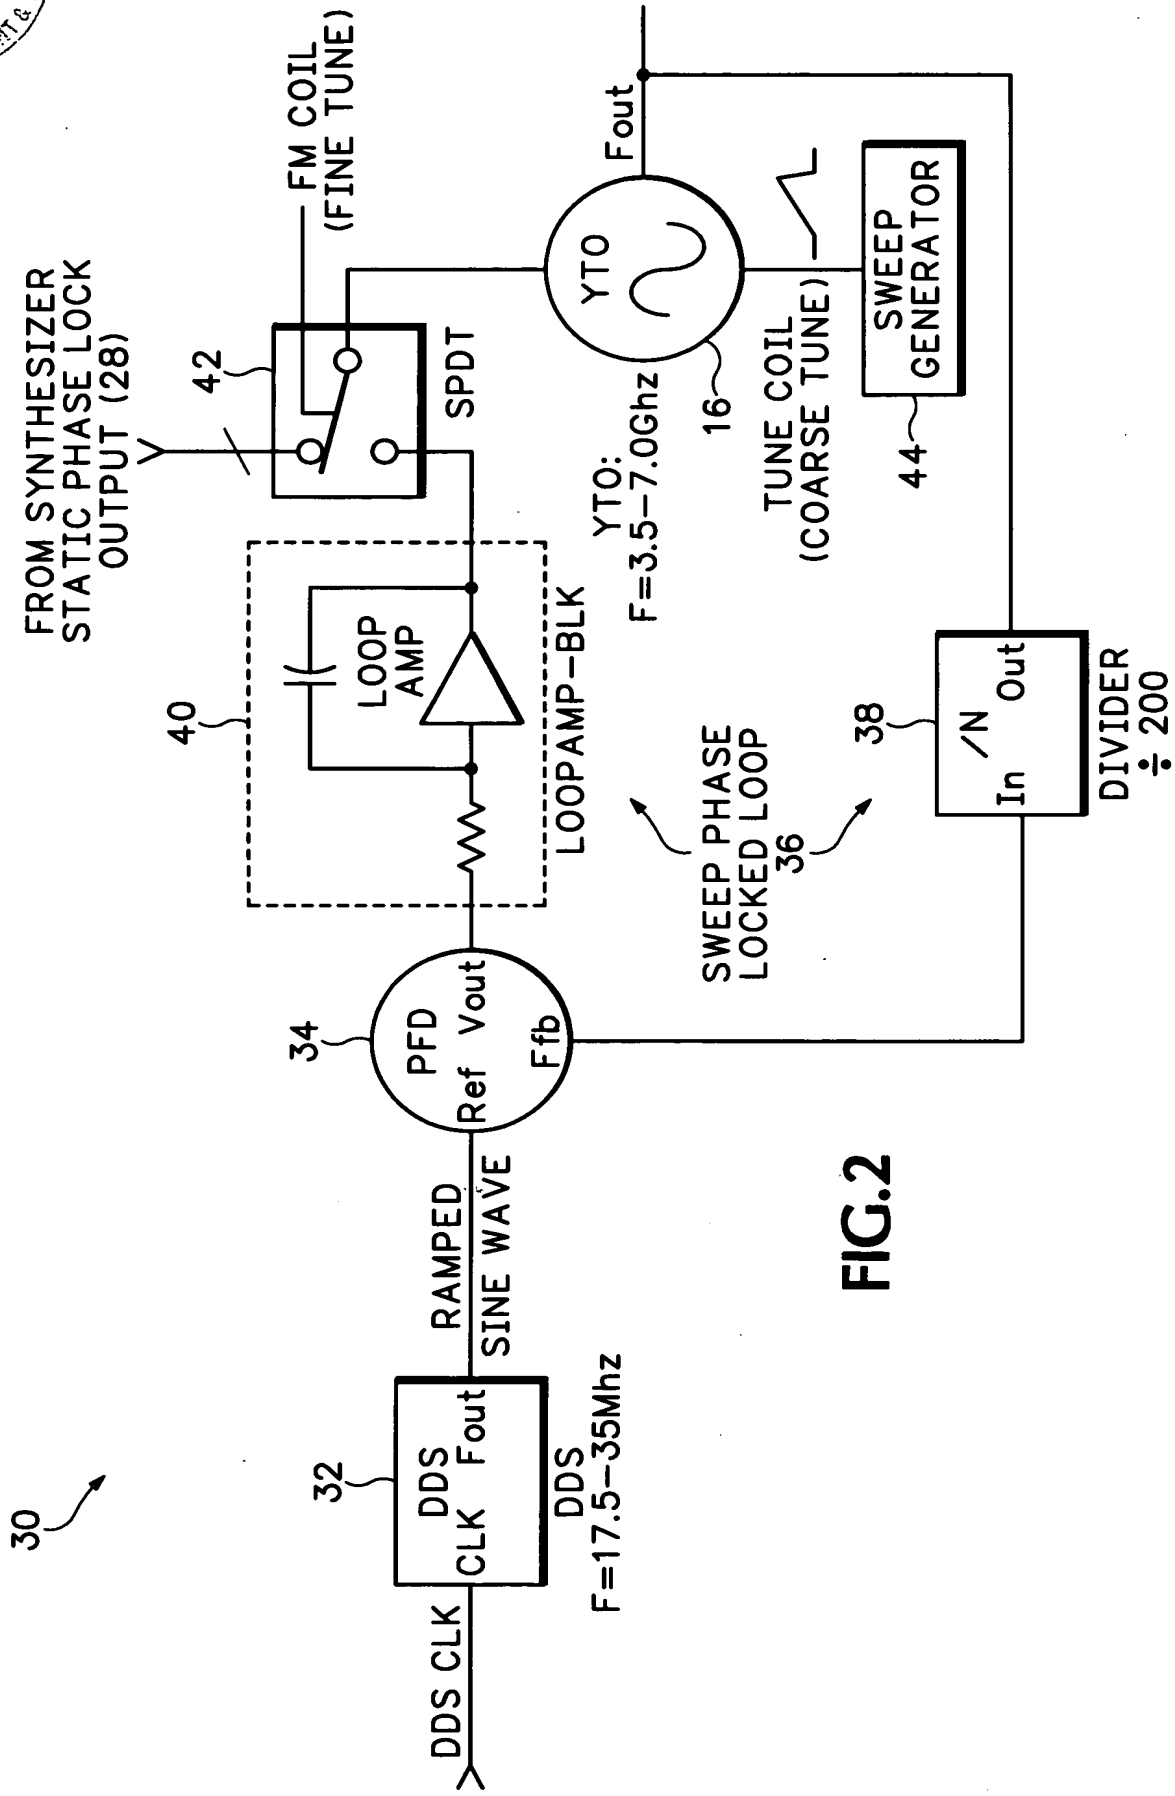 30
FROM SYNTHESIZER
STATIC PHASE LOCK
OUTPUT (28)
42
FM COIL
(FINE TUNE)
SPDT
40
LOOP
AMP
LOOPAMP-BLK
34
PFD
Ref Vout
Ffb
RAMPED
SINE WAVE
32
DDS
CLK Fout
DDS
F=17.5-35Mhz
DDS CLK
YTO
Fout
YTO:
F=3.5-7.0Ghz
16
TUNE COIL
(COARSE TUNE)
SWEEP
GENERATOR
44
SWEEP PHASE
LOCKED LOOP
36
38
/N
In Out
DIVIDER
÷ 200
FIG.2